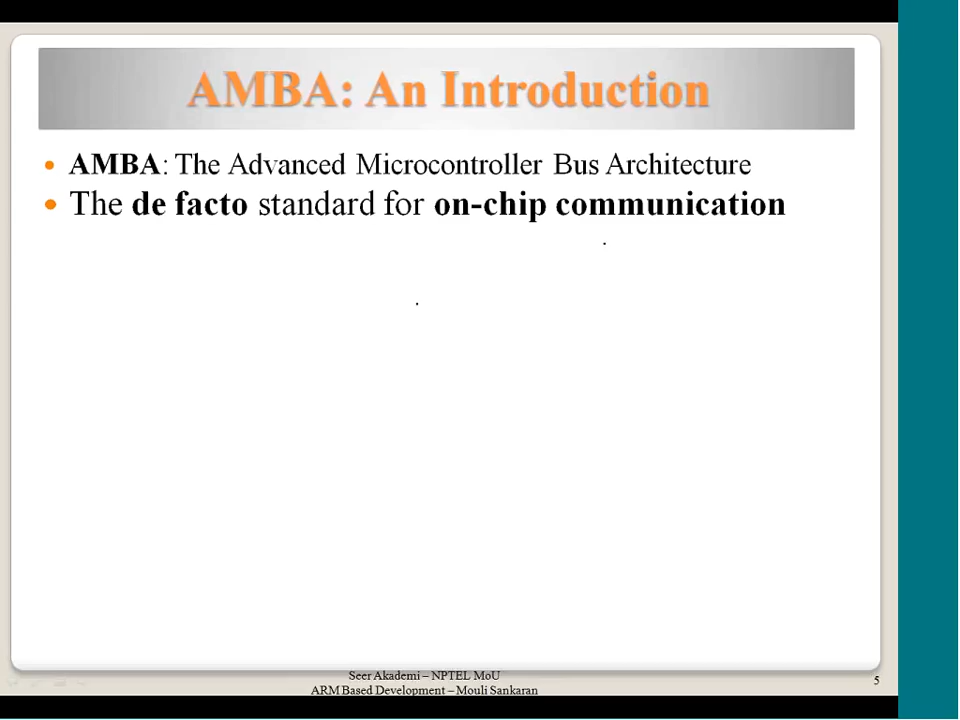 AMBA: An Introduction
• AMBA: The Advanced Microcontroller Bus Architecture
• The de facto standard for on-chip communication
Seer Akademi – NPTEL MoU
ARM Based Development – Mouli Sankaran
5